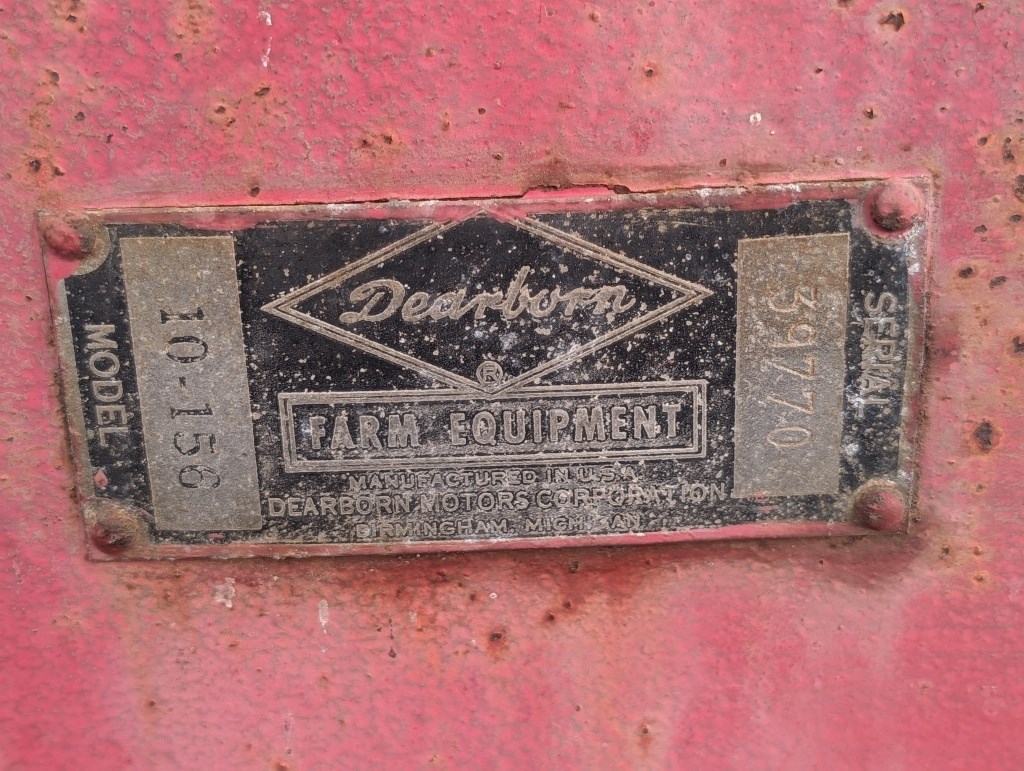 MODEL
10-156
Dearborn
®
FARM EQUIPMENT
MANUFACTURED IN U.S.A.
DEARBORN MOTORS CORPORATION
BIRMINGHAM, MICHIGAN
39770
SERIAL